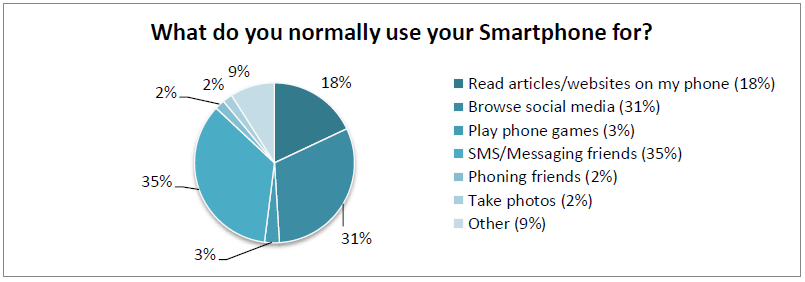 What do you normally use your Smartphone for?
9%
2%
2%
18%
35%
31%
3%
Read articles/websites on my phone (18%)
Browse social media (31%)
Play phone games (3%)
SMS/Messaging friends (35%)
Phoning friends (2%)
Take photos (2%)
Other (9%)